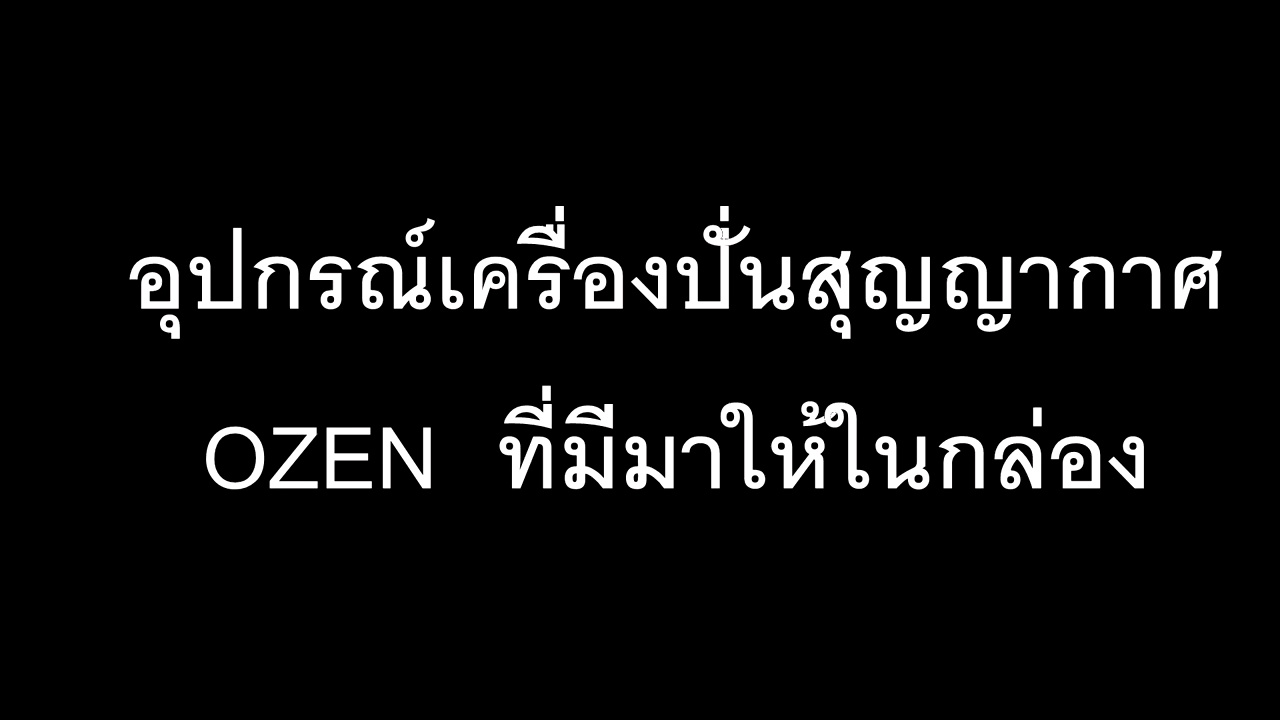 อุปกรณ์เครื่องปั่นสุญญากาศ
OZEN ที่มีมาให้ในกล่อง